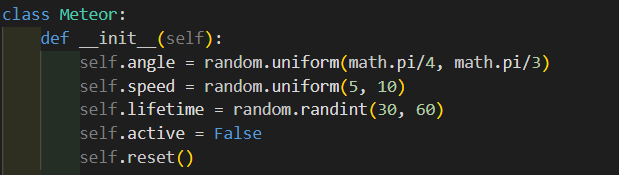 class Meteor:
    def __init__(self):
        self.angle = random.uniform(math.pi/4, math.pi/3)
        self.speed = random.uniform(5, 10)
        self.lifetime = random.randint(30, 60)
        self.active = False
        self.reset()